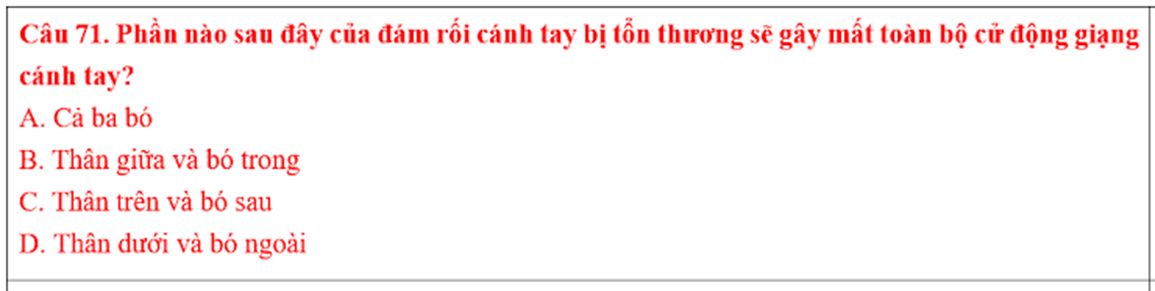 Câu 71. Phần nào sau đây của đám rối cánh tay bị tổn thương sẽ gây mất toàn bộ cử động giạng
cánh tay?
A. Cả ba bó
B. Thân giữa và bó trong
C. Thân trên và bó sau
D. Thân dưới và bó ngoài